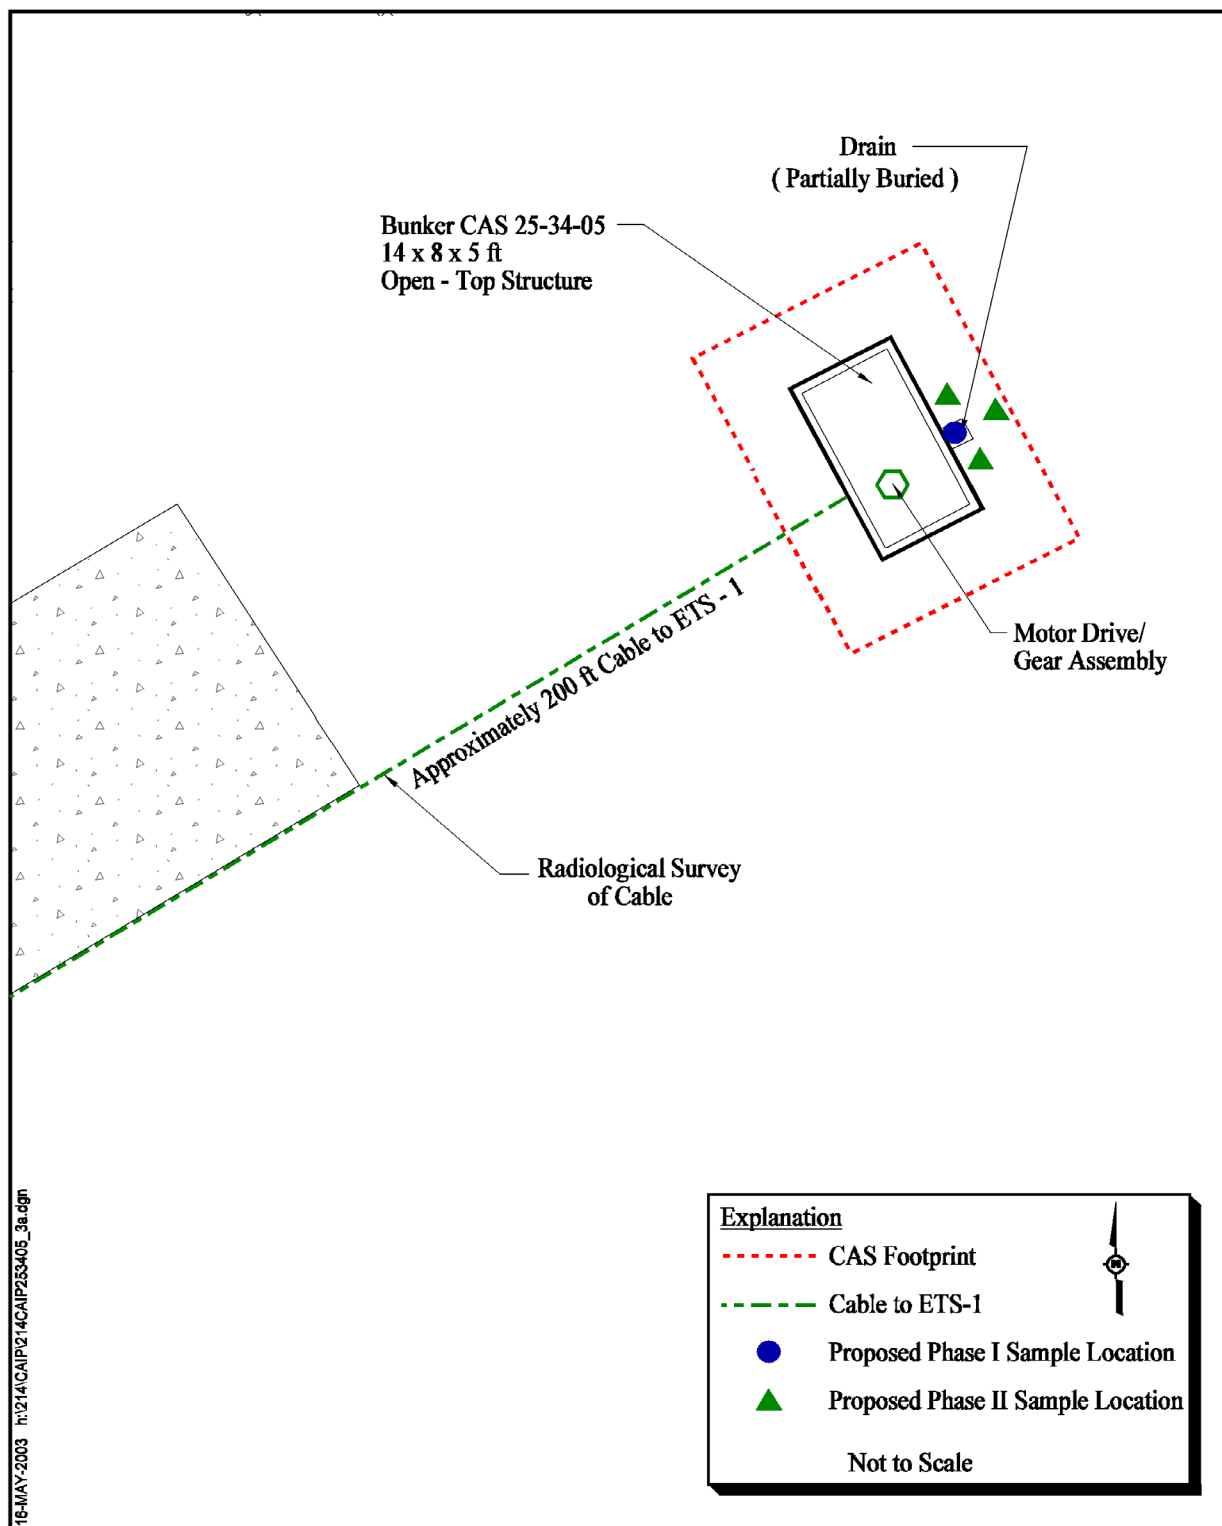 Drain
( Partially Buried )
Bunker CAS 25-34-05
14 x 8 x 5 ft
Open - Top Structure
Motor Drive/
Gear Assembly
Approximately 200 ft Cable to ETS - 1
Radiological Survey
of Cable
Explanation
CAS Footprint
Cable to ETS-1
Proposed Phase I Sample Location
Proposed Phase II Sample Location
Not to Scale
N
16-MAY-2003 h:\214\CAIP\214CAIP253405_3a.dgn